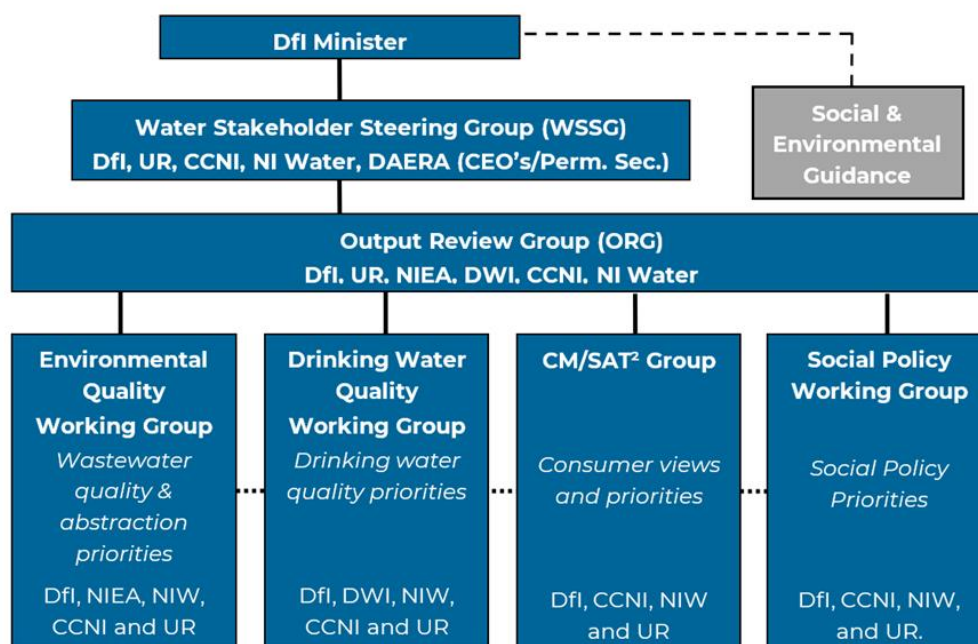 DfI Minister
Social &
Environmental
Guidance
Water Stakeholder Steering Group (WSSG)
DfI, UR, CCNI, NI Water, DAERA (CEO's/Perm. Sec.)
Output Review Group (ORG)
DfI, UR, NIEA, DWI, CCNI, NI Water
Environmental
Quality
Working Group
Wastewater
quality &
abstraction
priorities
DfI, NIEA, NIW,
CCNI and UR
Drinking Water
Quality
Working Group
Drinking water
quality priorities
DfI, DWI, NIW,
CCNI and UR
CM/SAT² Group
Consumer views
and priorities
DfI, CCNI, NIW
and UR
Social Policy
Working Group
Social Policy
Priorities
DfI, CCNI, NIW,
and UR.